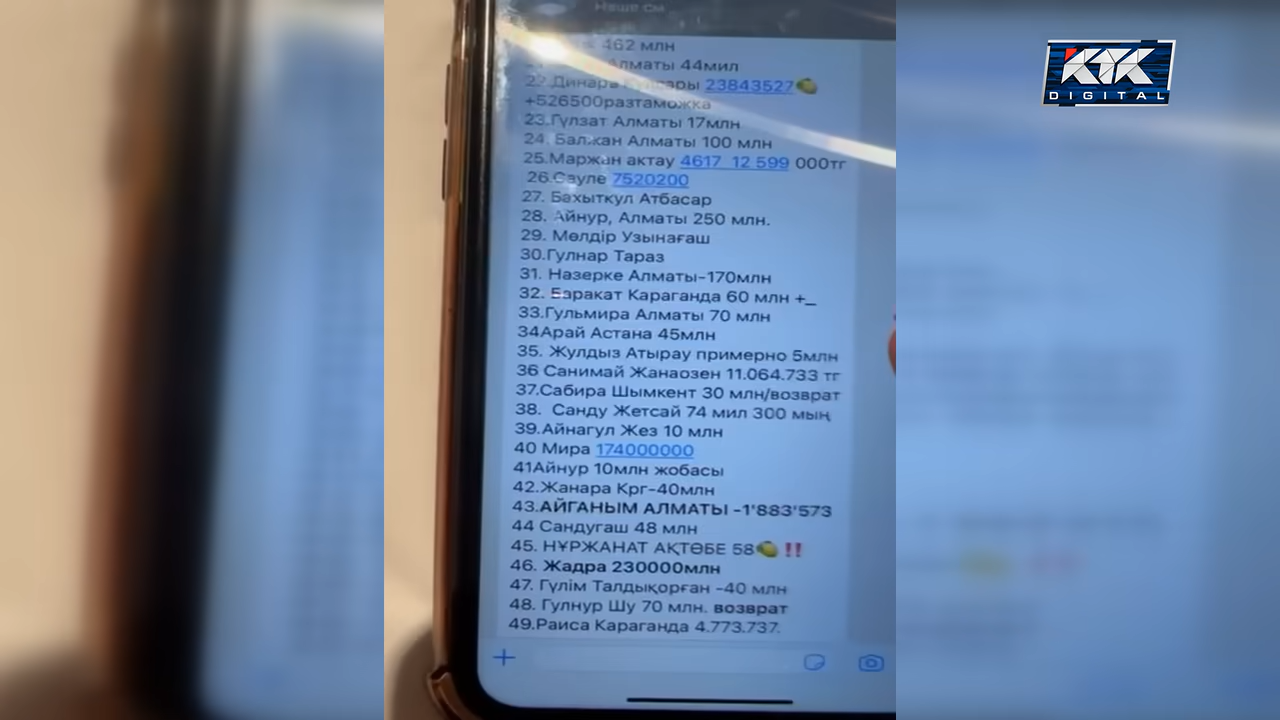 Наше см
КТК
DIGITAL
462 млн
Алматы 44мил
22.Динара Кулсары 23843527🍋
+526500разтаможка
23.Гүлзат Алматы 17млн
24. Балжан Алматы 100 млн
25.Маржан актау 4617 12 599 000тг
26.Сауле 7520200
27. Бахыткул Атбасар
28. Айнур, Алматы 250 млн.
29. Мөлдір Узынағаш
30.Гулнар Тараз
31. Назерке Алматы-170млн
32. Баракат Караганда 60 млн +_
33.Гульмира Алматы 70 млн
34Арай Астана 45млн
35. Жулдыз Атырау примерно 5млн
36 Санимай Жанаозен 11.064.733 тг
37.Сабира Шымкент 30 млн/возврат
38. Санду Жетсай 74 мил 300 мың
39.Айнагул Жез 10 млн
40 Мира 174000000
41Айнур 10млн жобасы
42.Жанара Крг-40млн
43.АЙГАНЫМ АЛМАТЫ -1'883'573
44 Сандугаш 48 млн
45. НҰРЖАНАТ АҚТӨБЕ 58🍋 ‼️
46. Жадра 230000млн
47. Гүлім Талдықорған -40 млн
48. Гулнур Шу 70 млн. возврат
49.Раиса Караганда 4.773.737.